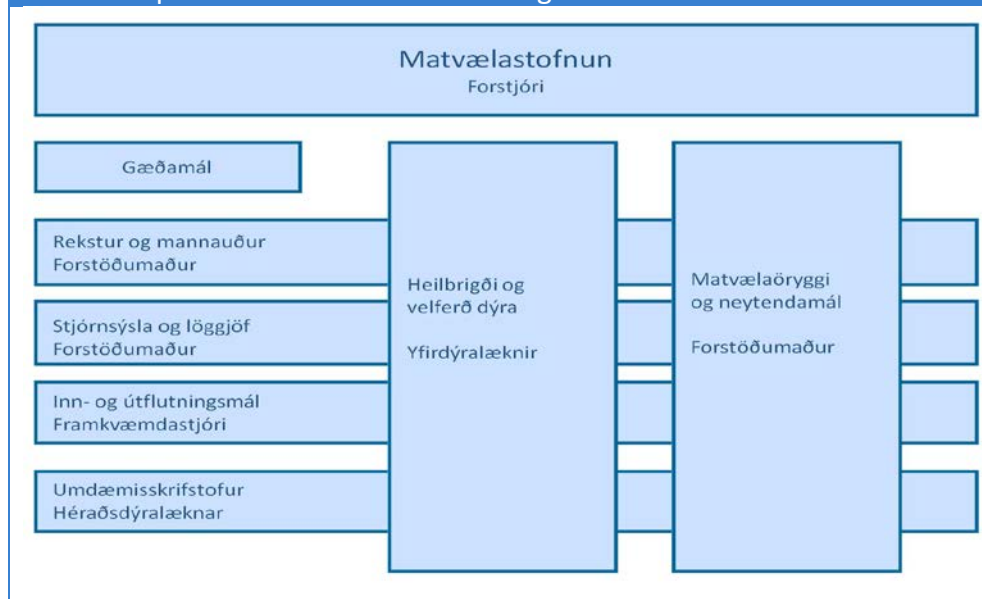 Matvælastofnun
Forstjóri
Gæðamál
Rekstur og mannauður
Forstöðumaður
Stjórnsýsla og löggjöf
Forstöðumaður
Inn- og útflutningsmál
Framkvæmdastjóri
Umdæmisskrifstofur
Héraðsdýralæknar
Heilbrigði og
velferð dýra
Yfirdýralæknir
Matvælaöryggi
og neytendamál
Forstöðumaður